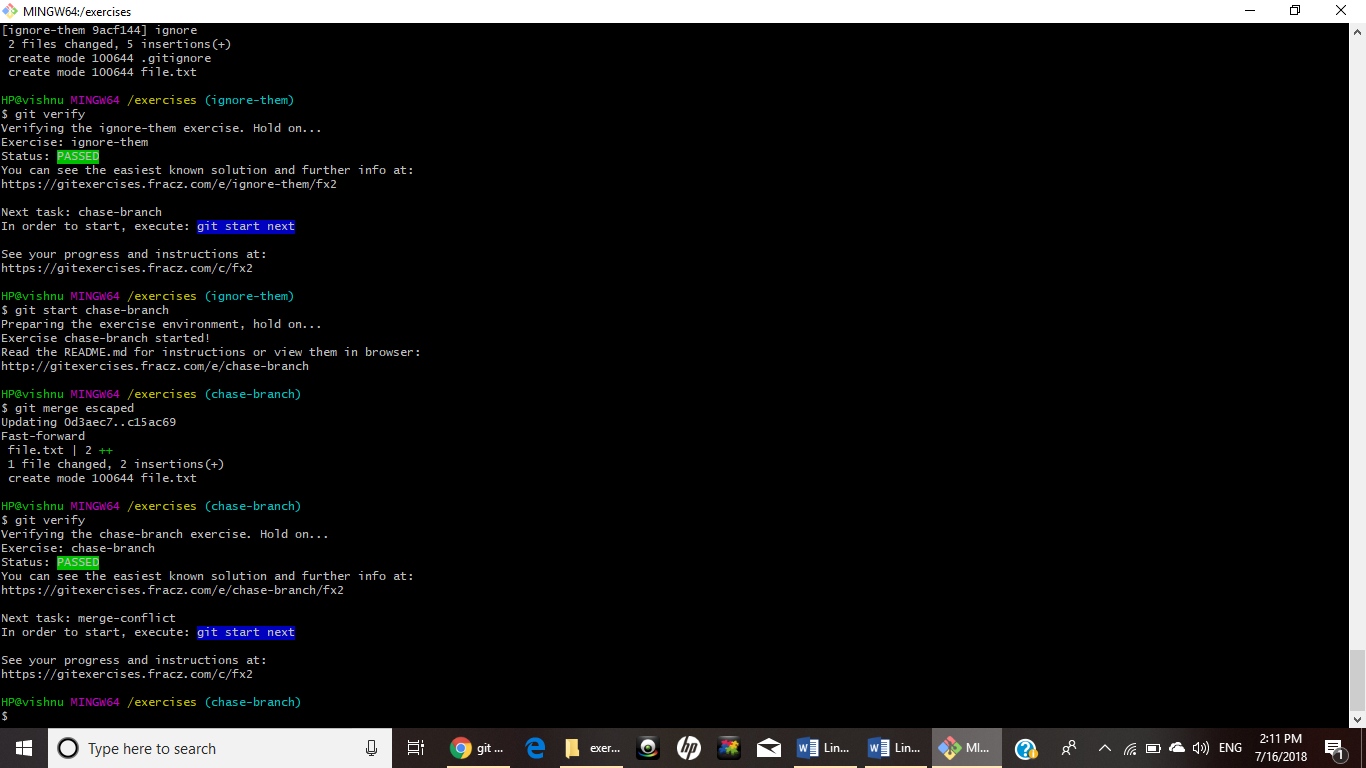 MINGW64:/exercises
[ignore-them 9acf144] ignore
2 files changed, 5 insertions(+)
create mode 100644 .gitignore
create mode 100644 file.txt
HP@vishnu MINGW64 /exercises (ignore-them)
$ git verify
Verifying the ignore-them exercise. Hold on...
Exercise: ignore-them
Status: PASSED
You can see the easiest known solution and further info at:
https://gitexercises.fracz.com/e/ignore-them/fx2
Next task: chase-branch
In order to start, execute: git start next
See your progress and instructions at:
https://gitexercises.fracz.com/c/fx2
HP@vishnu MINGW64 /exercises (ignore-them)
$ git start chase-branch
Preparing the exercise environment, hold on...
Exercise chase-branch started!
Read the README.md for instructions or view them in browser:
http://gitexercises.fracz.com/e/chase-branch
HP@vishnu MINGW64 /exercises (chase-branch)
$ git merge escaped
Updating 0d3aec7..c15ac69
Fast-forward
file.txt | 2 ++
1 file changed, 2 insertions(+)
create mode 100644 file.txt
HP@vishnu MINGW64 /exercises (chase-branch)
$ git verify
Verifying the chase-branch exercise. Hold on...
Exercise: chase-branch
Status: PASSED
You can see the easiest known solution and further info at:
https://gitexercises.fracz.com/e/chase-branch/fx2
Next task: merge-conflict
In order to start, execute: git start next
See your progress and instructions at:
https://gitexercises.fracz.com/c/fx2
HP@vishnu MINGW64 /exercises (chase-branch)
$
Type here to search git ... exer... hp Lin... Lin... MI... ENG 2:11 PM
7/16/2018 1